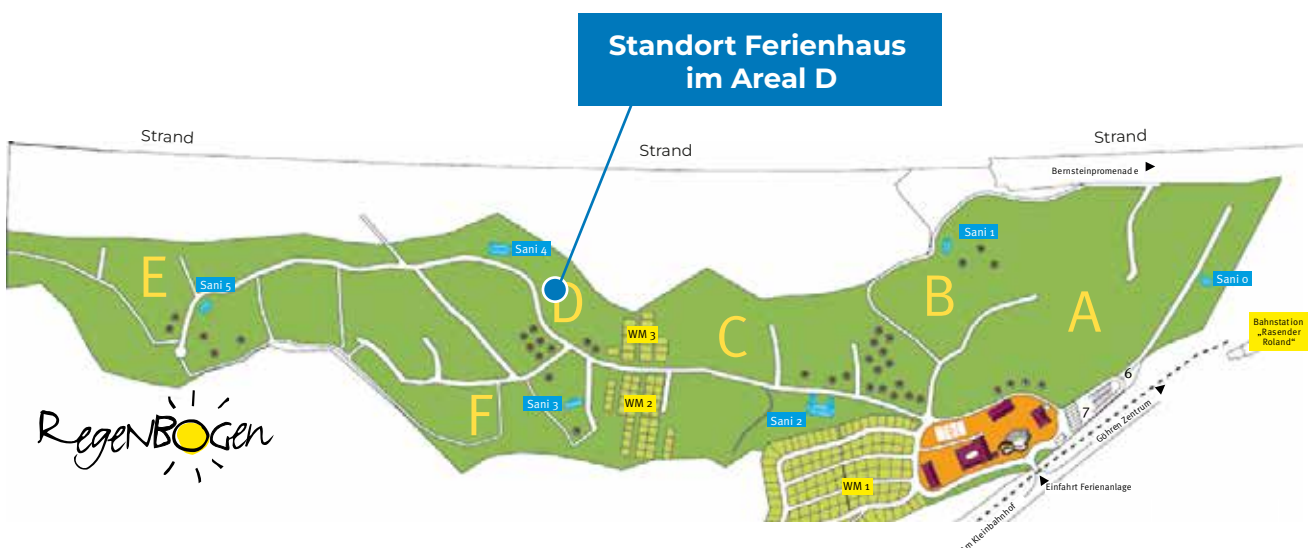 Standort Ferienhaus
im Areal D
Strand
Strand
Strand
Bernsteinpromenade
Sani 1
Sani 4
E
Sani 5
D
B
A
Sani 0
C
WM 3
Bahnstation
„Rasender
Roland“
6
WM 2
F
Sani 3
Sani 2
7
Göhren Zentrum
RegenBogen
WM 1
Einfahrt Ferienanlage
Am Kleinbahnhof